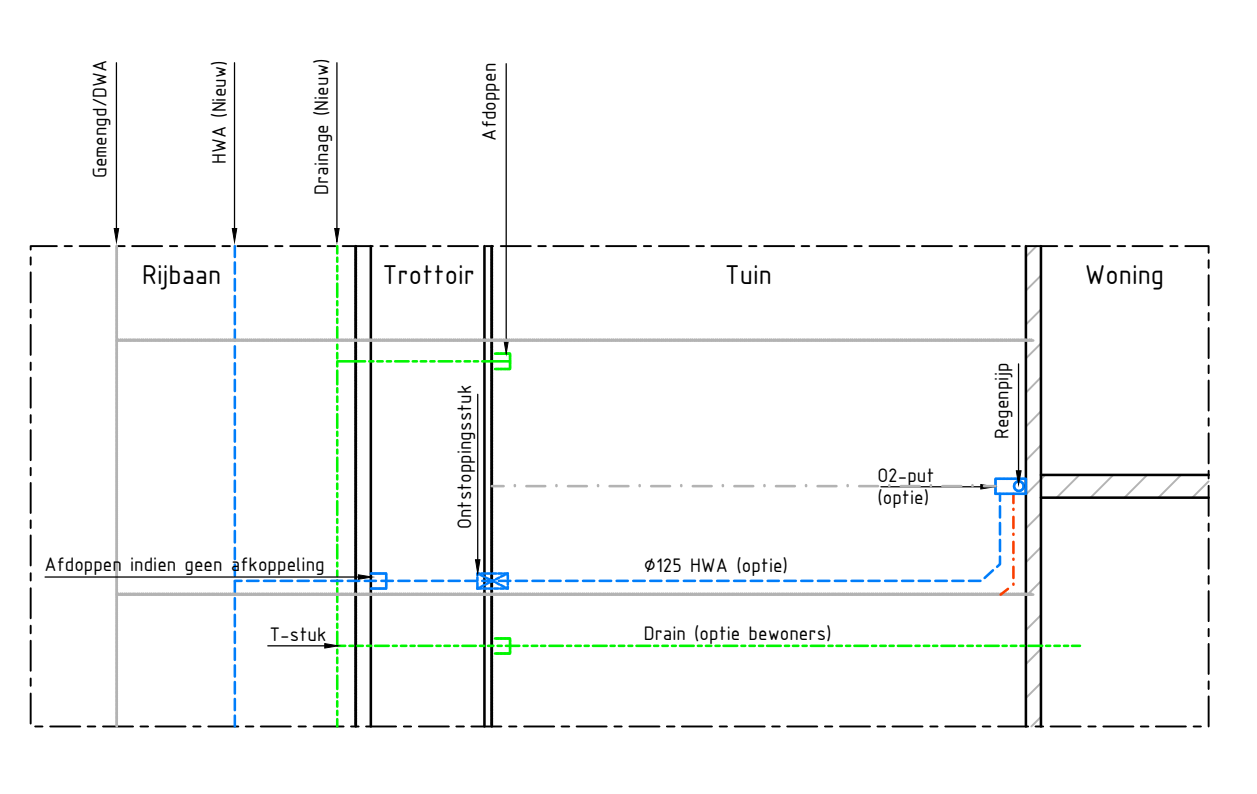 Gemengd/DWA
HWA (Nieuw)
Drainage (Nieuw)
Afdoppen
Rijbaan
Trottoir
Tuin
Woning
Regenpijp
Ontstoppingsstuk
O2-put
(optie)
Afdoppen indien geen afkoppeling
Φ125 HWA (optie)
T-stuk
Drain (optie bewoners)